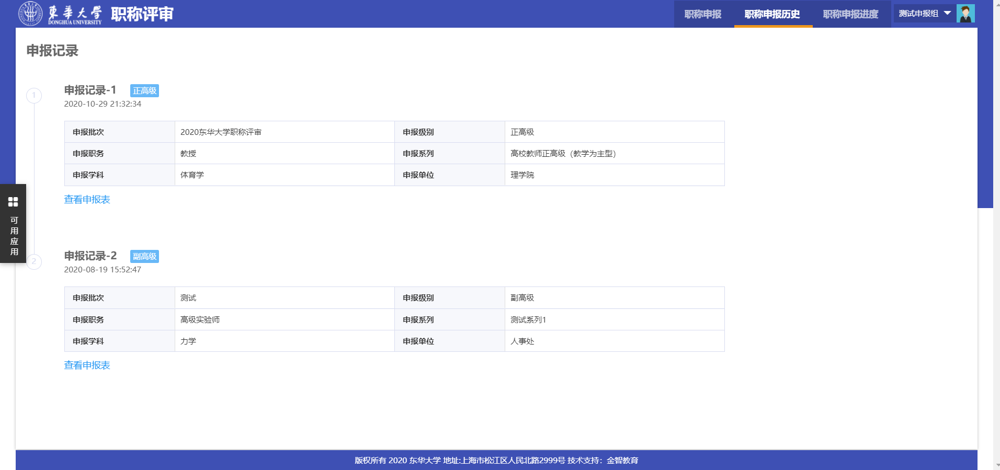 東華大學
DONGHUA UNIVERSITY
职称评审
职称申报 职称申报历史 职称申报进度 测试申报组
申报记录
1 申报记录-1 正高级
2020-10-29 21:32:34
申报批次 2020东华大学职称评审 申报级别 正高级
申报职务 教授 申报系列 高校教师正高级（教学为主型）
申报学科 体育学 申报单位 理学院
查看申报表
可用应用
2 申报记录-2 副高级
2020-08-19 15:52:47
申报批次 测试 申报级别 副高级
申报职务 高级实验师 申报系列 测试系列1
申报学科 力学 申报单位 人事处
查看申报表
版权所有 2020 东华大学 地址:上海市松江区人民北路2999号 技术支持：金智教育